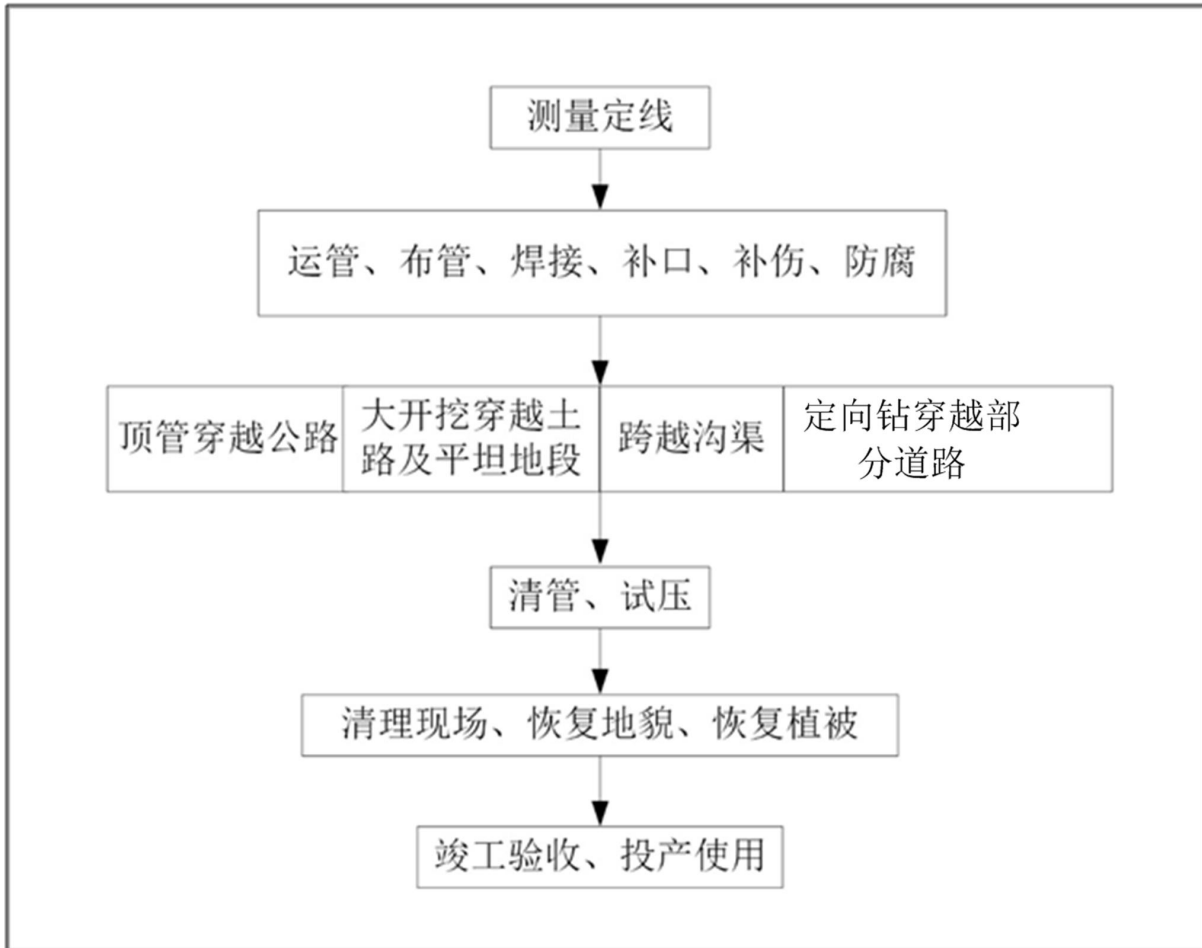 测量定线
运管、布管、焊接、补口、补伤、防腐
顶管穿越公路
大开挖穿越土
路及平坦地段
跨越沟渠
定向钻穿越部
分道路
清管、试压
清理现场、恢复地貌、恢复植被
竣工验收、投产使用